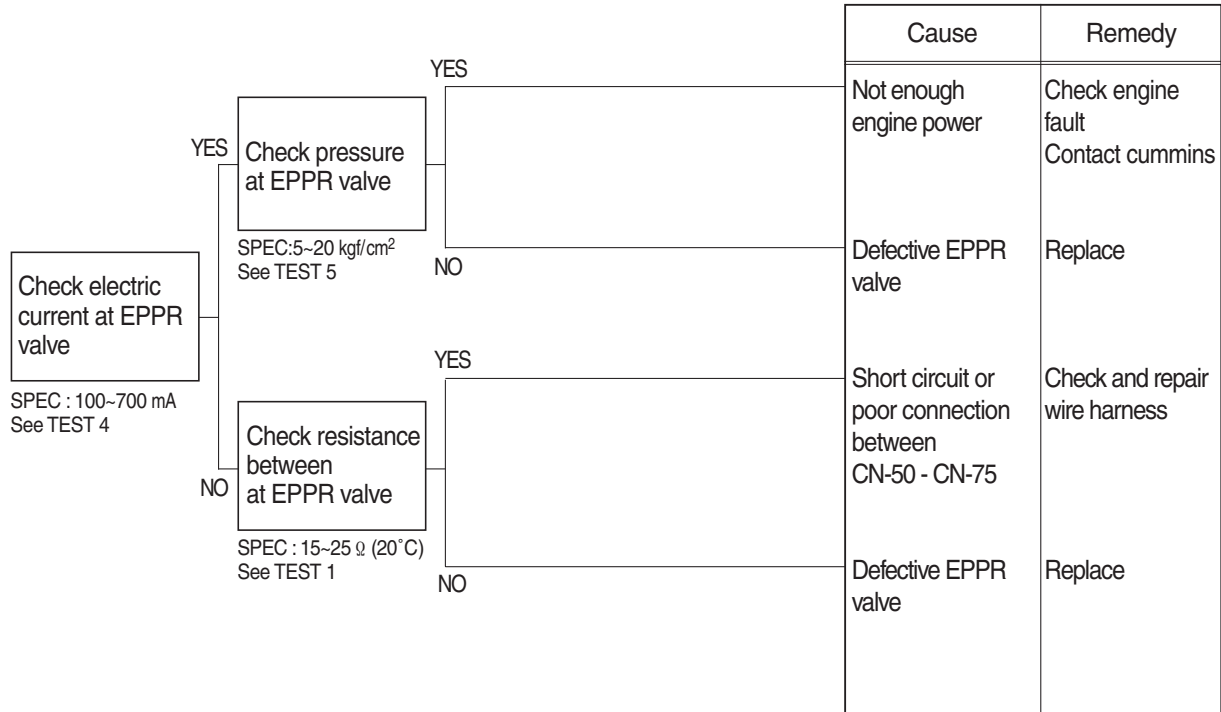 Cause
Remedy
YES
Not enough
engine power
Check engine
fault
Contact cummins
YES
Check pressure
at EPPR valve
SPEC:5~20 kgf/cm²
See TEST 5
NO
Defective EPPR
valve
Replace
Check electric
current at EPPR
valve
SPEC : 100~700 mA
See TEST 4
YES
Short circuit or
poor connection
between
CN-50 - CN-75
Check and repair
wire harness
NO
Check resistance
between
at EPPR valve
SPEC : 15~25 Ω (20˚C)
See TEST 1
NO
Defective EPPR
valve
Replace